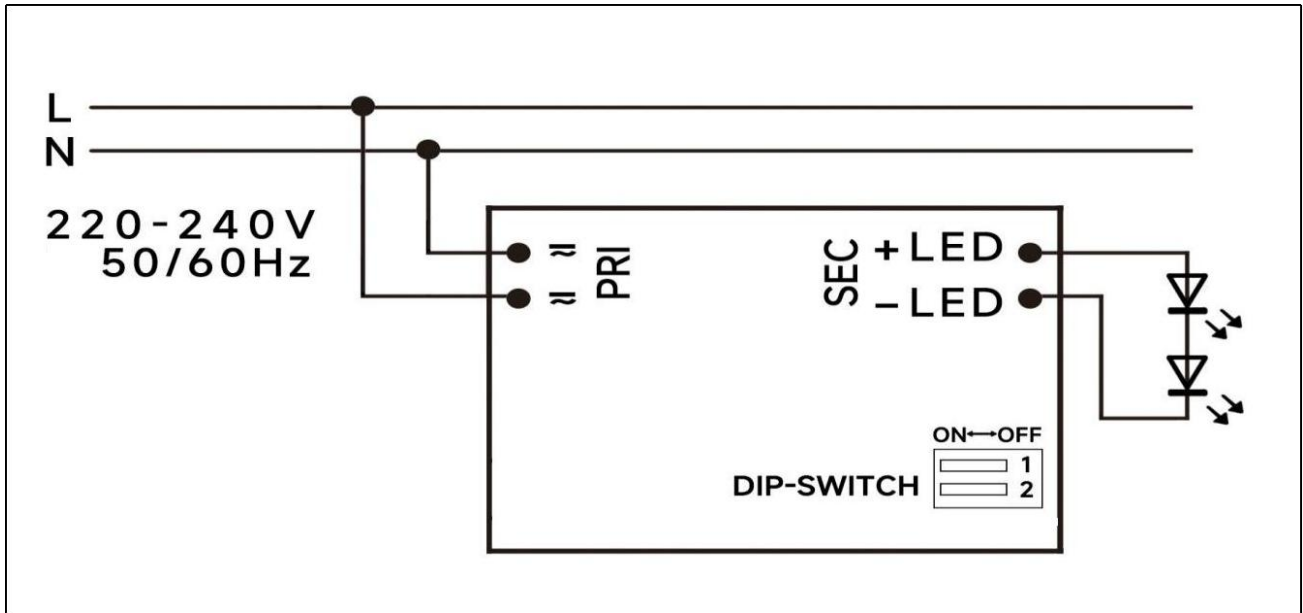 L
N
220-240V
50/60Hz
PRI
SEC
+LED
−LED
ON↔OFF
1
DIP-SWITCH
2